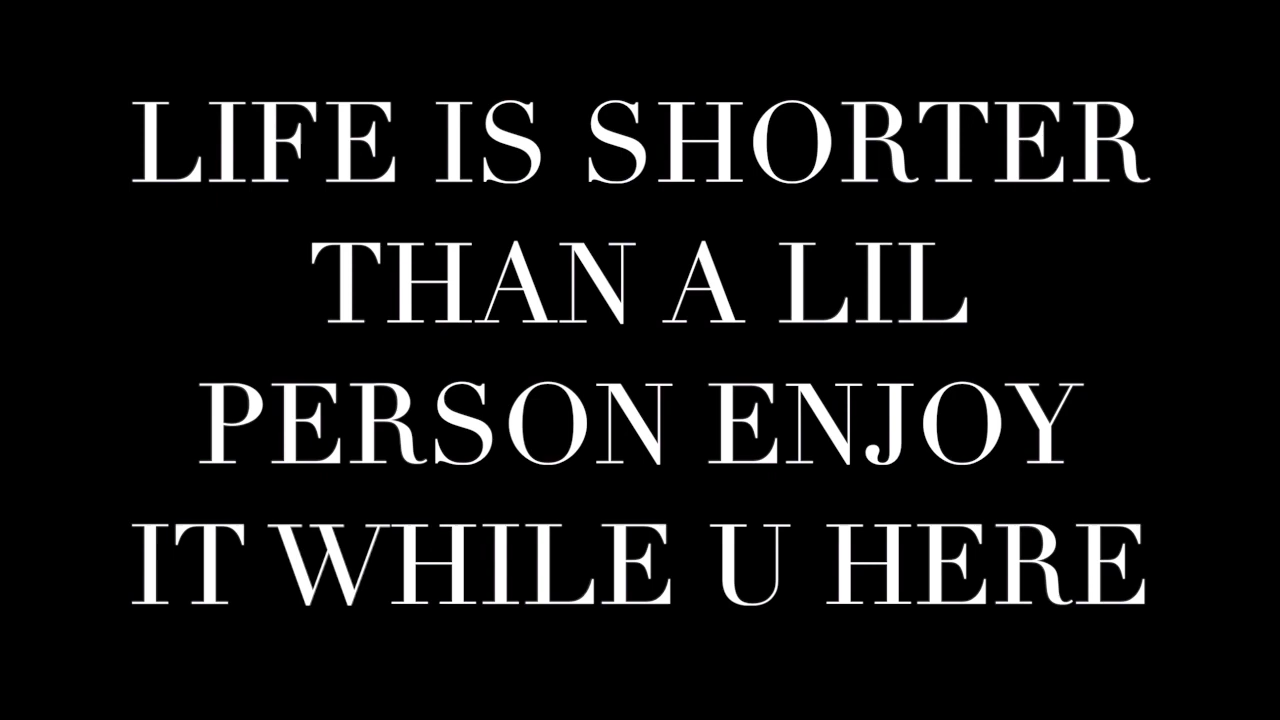 LIFE IS SHORTER
THAN A LIL
PERSON ENJOY
IT WHILE U HERE